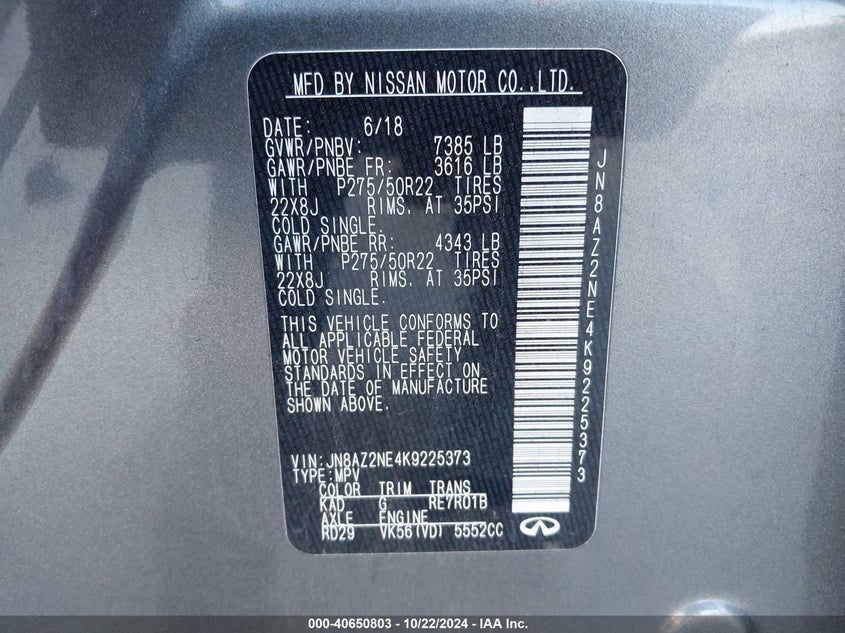 MFD BY NISSAN MOTOR CO.,LTD.
DATE: 6/18
GVWR/PNBV: 7385 LB
GAWR/PNBE FR: 3616 LB
WITH P275/50R22 TIRES
22X8J RIMS, AT 35PSI
COLD SINGLE.
GAWR/PNBE RR: 4343 LB
WITH P275/50R22 TIRES
22X8J RIMS, AT 35PSI
COLD SINGLE.
THIS VEHICLE CONFORMS TO
ALL APPLICABLE FEDERAL
MOTOR VEHICLE SAFETY
STANDARDS IN EFFECT ON
THE DATE OF MANUFACTURE
SHOWN ABOVE.
VIN: JN8AZ2NE4K9225373
TYPE: MPV
COLOR TRIM TRANS
KAD G RE7R01B
AXLE ENGINE
RD29 VK56(VD) 5552CC
JN8AZ2NE4K9225373
000-40650803 - 10/22/2024 - IAA Inc.